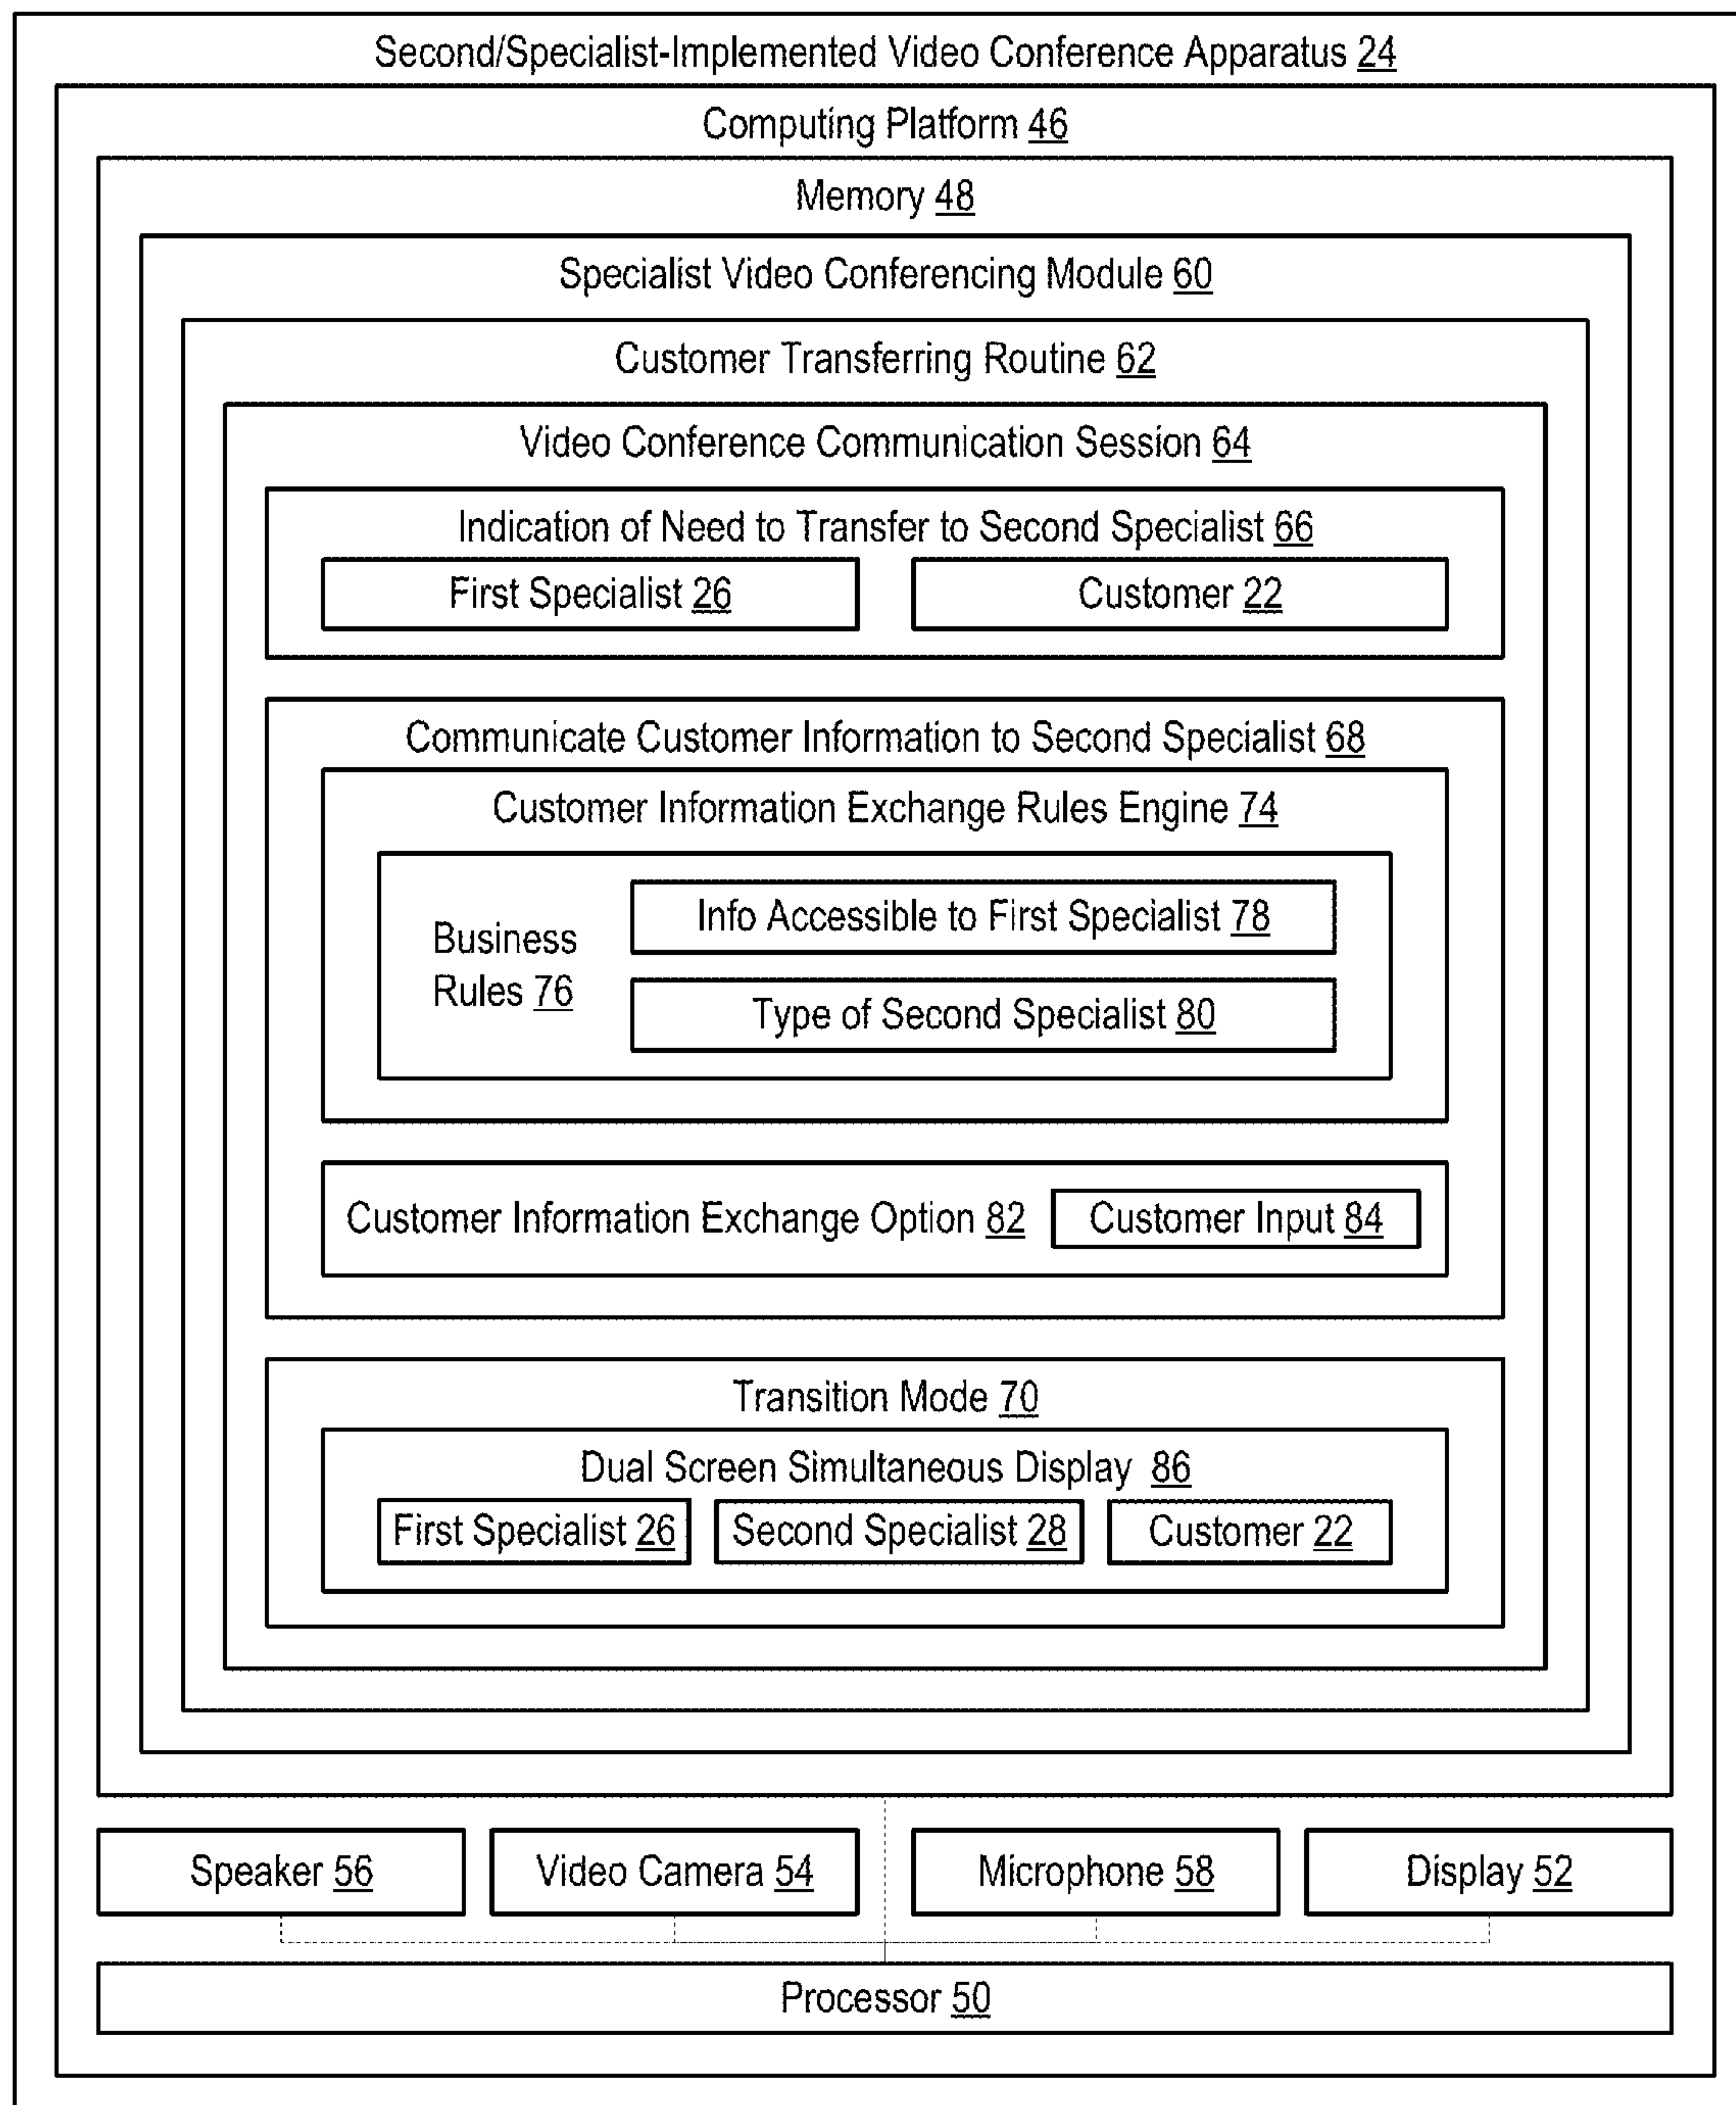 Second/Specialist-Implemented Video Conference Apparatus 24
Computing Platform 46
Memory 48
Specialist Video Conferencing Module 60
Customer Transferring Routine 62
Video Conference Communication Session 64
Indication of Need to Transfer to Second Specialist 66
First Specialist 26
Customer 22
Communicate Customer Information to Second Specialist 68
Customer Information Exchange Rules Engine 74
Business
Rules 76
Info Accessible to First Specialist 78
Type of Second Specialist 80
Customer Information Exchange Option 82
Customer Input 84
Transition Mode 70
Dual Screen Simultaneous Display 86
First Specialist 26
Second Specialist 28
Customer 22
Speaker 56
Video Camera 54
Microphone 58
Display 52
Processor 50